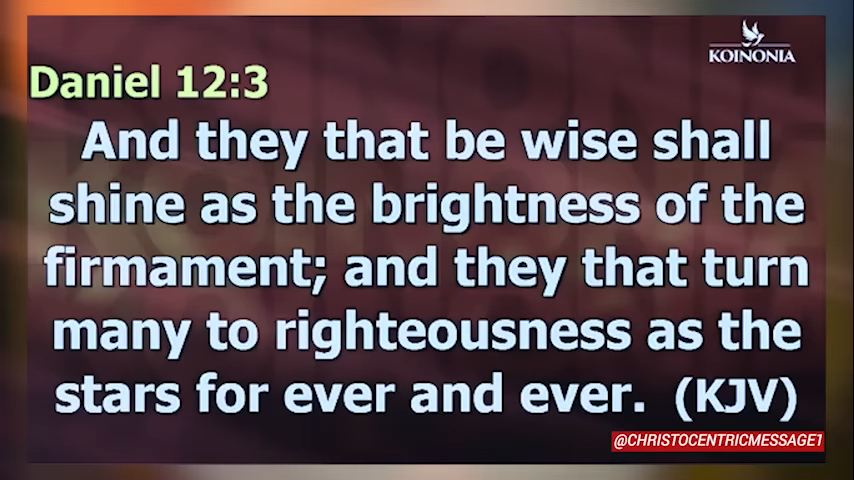 KOINONIA
Daniel 12:3
And they that be wise shall
shine as the brightness of the
firmament; and they that turn
many to righteousness as the
stars for ever and ever. (KJV)
@CHRISTOCENTRICMESSAGE1